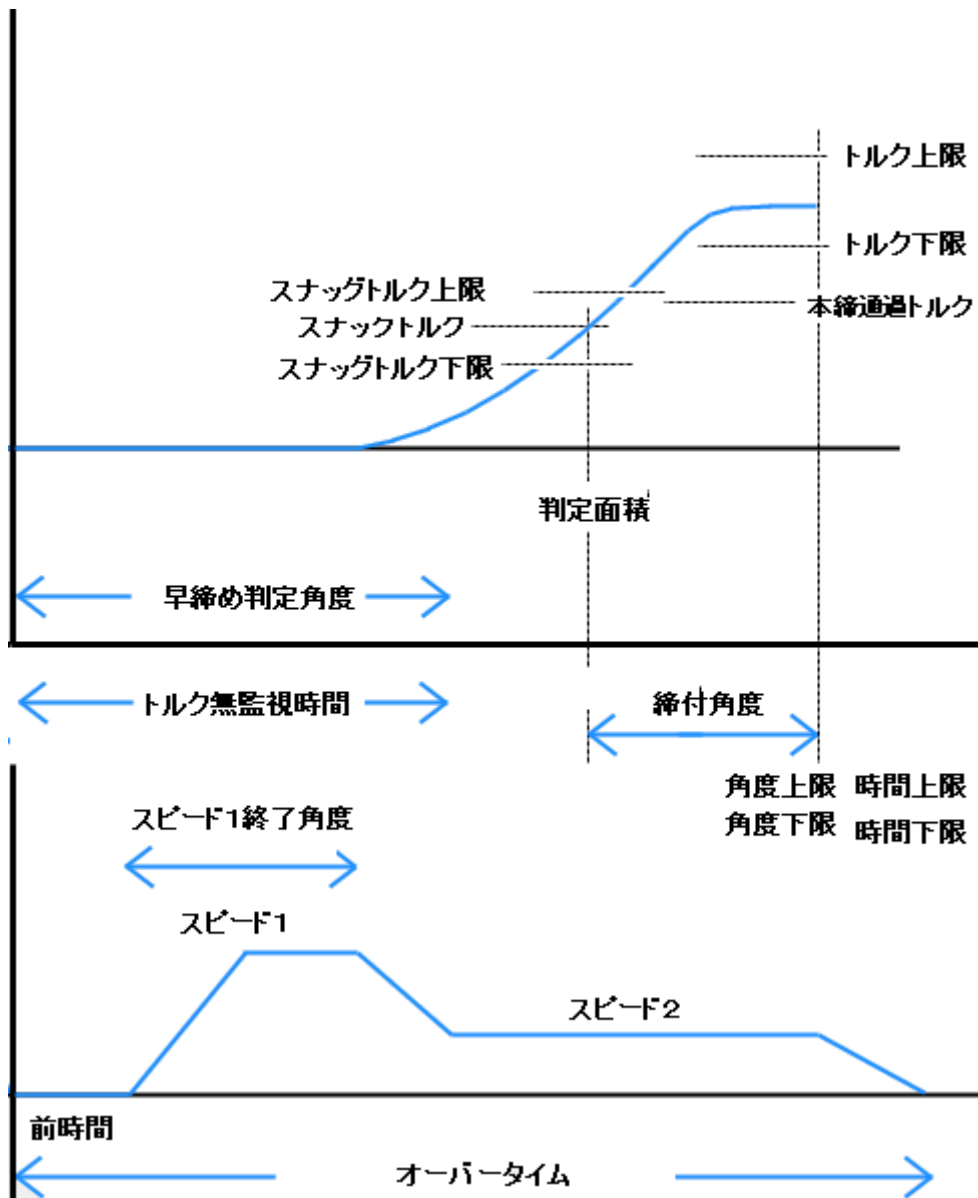 トルク上限
トルク下限
スナッグトルク上限
本締通過トルク
スナックトルク
スナッグトルク下限
判定面積
早締め判定角度
トルク無監視時間
締付角度
角度上限 時間上限
角度下限 時間下限
スピード1終了角度
スピード1
スピード2
前時間
オーバータイム